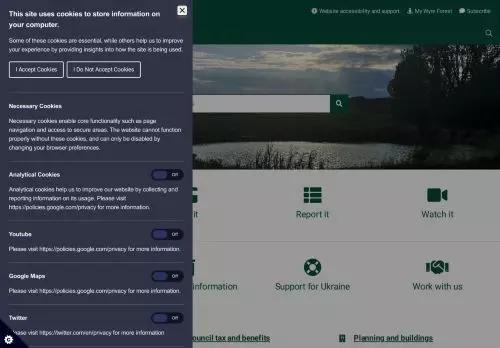 This site uses cookies to store information on
your computer.
Some of these cookies are essential, while others help us to
improve your experience by providing insights into how the site is being used.
I Accept Cookies
I Do Not Accept Cookies
Necessary Cookies
Necessary cookies enable core functionality such as page
navigation and access to secure areas. The website cannot function
properly without these cookies, and can only be disabled by
changing your browser preferences.
Analytical Cookies
Off
Analytical cookies help us to improve our website by collecting and
reporting information on its usage. Please visit
https://policies.google.com/privacy for more information.
Youtube
Off
Please visit https://policies.google.com/privacy for more information.
Google Maps
Off
Please visit https://policies.google.com/privacy for more information.
Twitter
Off
Please visit https://twitter.com/en/privacy for more information
Website accessibility and support
My Wyre Forest
Subscribe
it
Report it
Watch it
information
Support for Ukraine
Work with us
ouncil tax and benefits
Planning and buildings